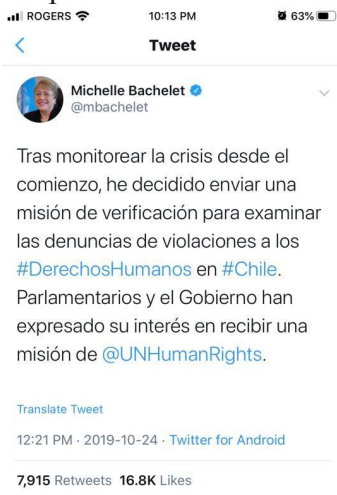 ROGERS 10:13 PM 63%
Tweet
Michelle Bachelet
@mbachelet
Tras monitorear la crisis desde el
comienzo, he decidido enviar una
misión de verificación para examinar
las denuncias de violaciones a los
#DerechosHumanos en #Chile.
Parlamentarios y el Gobierno han
expresado su interés en recibir una
misión de @UNHumanRights.
Translate Tweet
12:21 PM · 2019-10-24 · Twitter for Android
7,915 Retweets 16.8K Likes